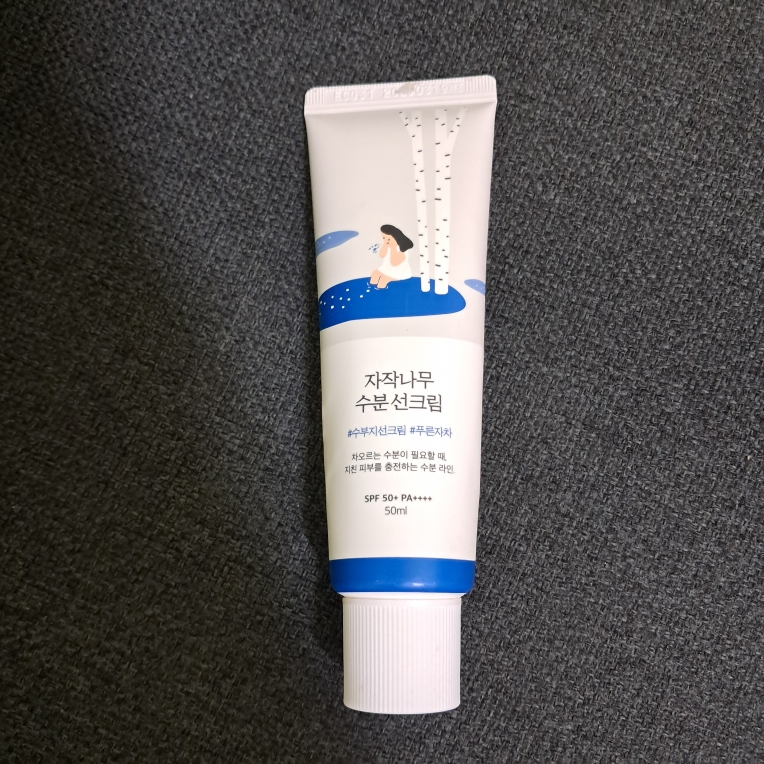 자작나무
수분 선크림
#수부지선크림 #푸른자차
차오르는 수분이 필요할 때,
지친 피부를 충전하는 수분 라인.
SPF 50+ PA++++
50ml